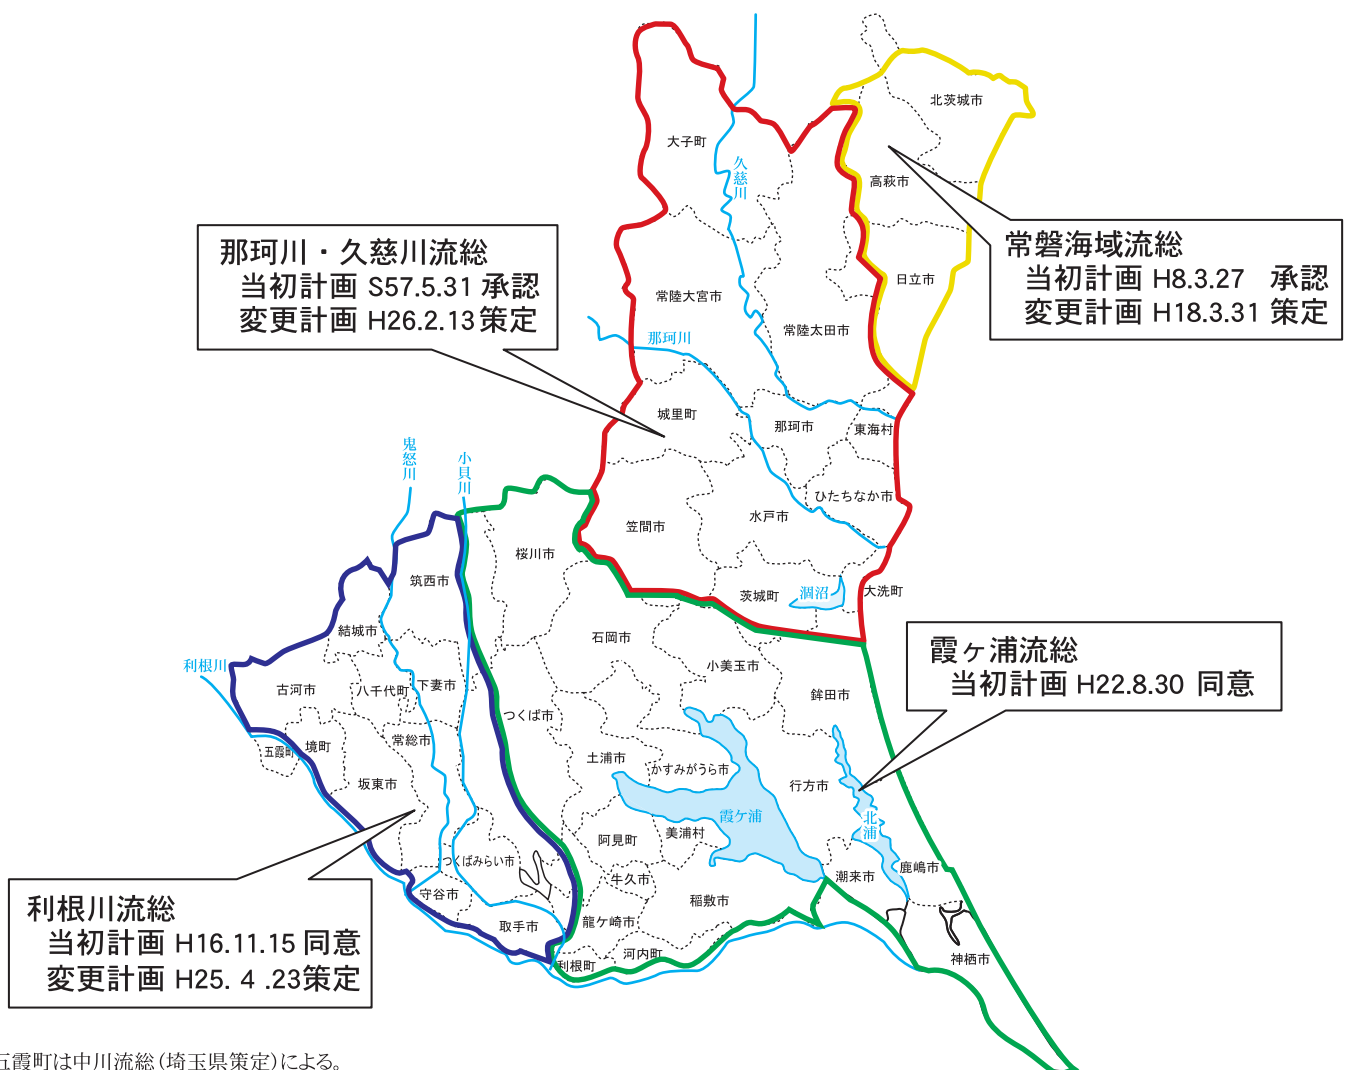 北茨城市
大子町
久慈川
高萩市
那珂川・久慈川流総
当初計画 S57.5.31 承認
変更計画 H26.2.13策定
常磐海域流総
当初計画 H8.3.27 承認
変更計画 H18.3.31 策定
日立市
常陸大宮市
常陸太田市
那珂川
城里町
那珂市
東海村
鬼怒川
小貝川
ひたちなか市
水戸市
笠間市
桜川市
筑西市
大洗町
涸沼
茨城町
結城市
石岡市
霞ヶ浦流総
当初計画 H22.8.30 同意
利根川
小美玉市
古河市
八千代町
下妻市
鉾田市
つくば市
常総市
境町
五霞町
土浦市
かすみがうら市
坂東市
行方市
霞ケ浦
北浦
美浦村
阿見町
つくばみらい市
鹿嶋市
潮来市
牛久市
守谷市
稲敷市
利根川流総
当初計画 H16.11.15 同意
変更計画 H25. 4 .23策定
龍ケ崎市
取手市
河内町
利根町
神栖市
五霞町は中川流総(埼玉県策定)による。